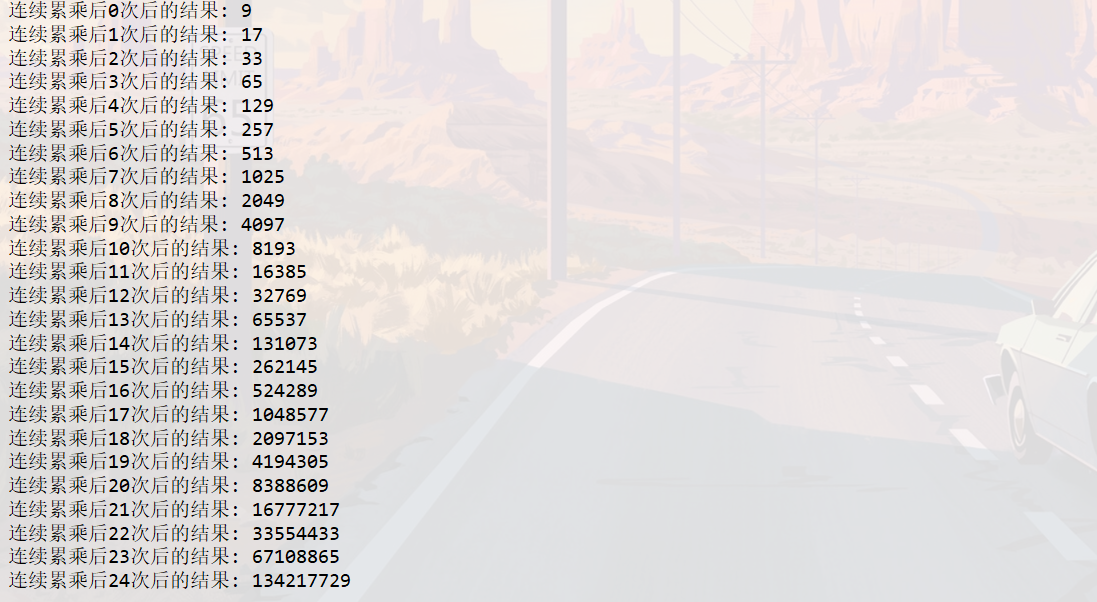 连续累乘后0次后的结果: 9
连续累乘后1次后的结果: 17
连续累乘后2次后的结果: 33
连续累乘后3次后的结果: 65
连续累乘后4次后的结果: 129
连续累乘后5次后的结果: 257
连续累乘后6次后的结果: 513
连续累乘后7次后的结果: 1025
连续累乘后8次后的结果: 2049
连续累乘后9次后的结果: 4097
连续累乘后10次后的结果: 8193
连续累乘后11次后的结果: 16385
连续累乘后12次后的结果: 32769
连续累乘后13次后的结果: 65537
连续累乘后14次后的结果: 131073
连续累乘后15次后的结果: 262145
连续累乘后16次后的结果: 524289
连续累乘后17次后的结果: 1048577
连续累乘后18次后的结果: 2097153
连续累乘后19次后的结果: 4194305
连续累乘后20次后的结果: 8388609
连续累乘后21次后的结果: 16777217
连续累乘后22次后的结果: 33554433
连续累乘后23次后的结果: 67108865
连续累乘后24次后的结果: 134217729